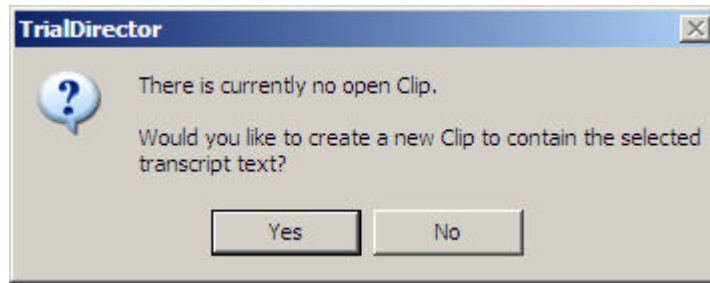 TrialDirector
There is currently no open Clip.
Would you like to create a new Clip to contain the selected
transcript text?
Yes
No